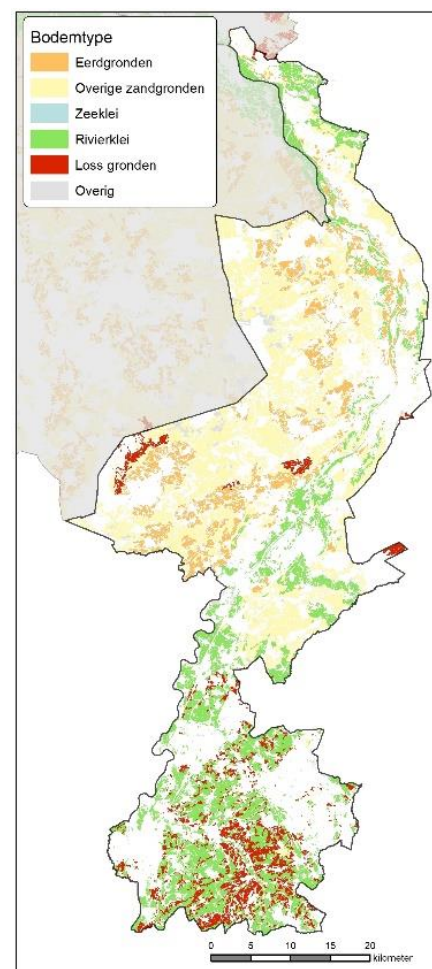 Bodemtype
Eerdgronden
Overige zandgronden
Zeeklei
Rivierklei
Loss gronden
Overig
0 5 10 15 20
kilometer